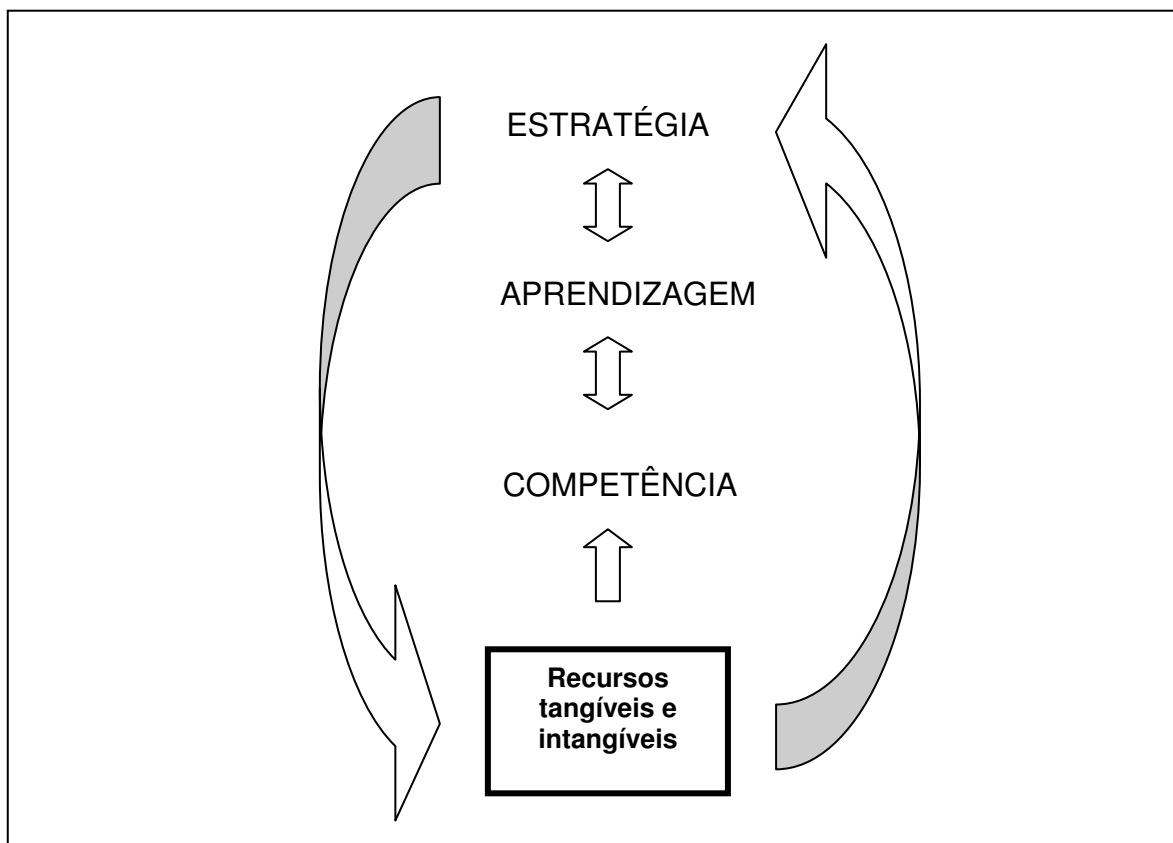 ESTRATÉGIA
APRENDIZAGEM
COMPETÊNCIA
Recursos
tangíveis e
intangíveis